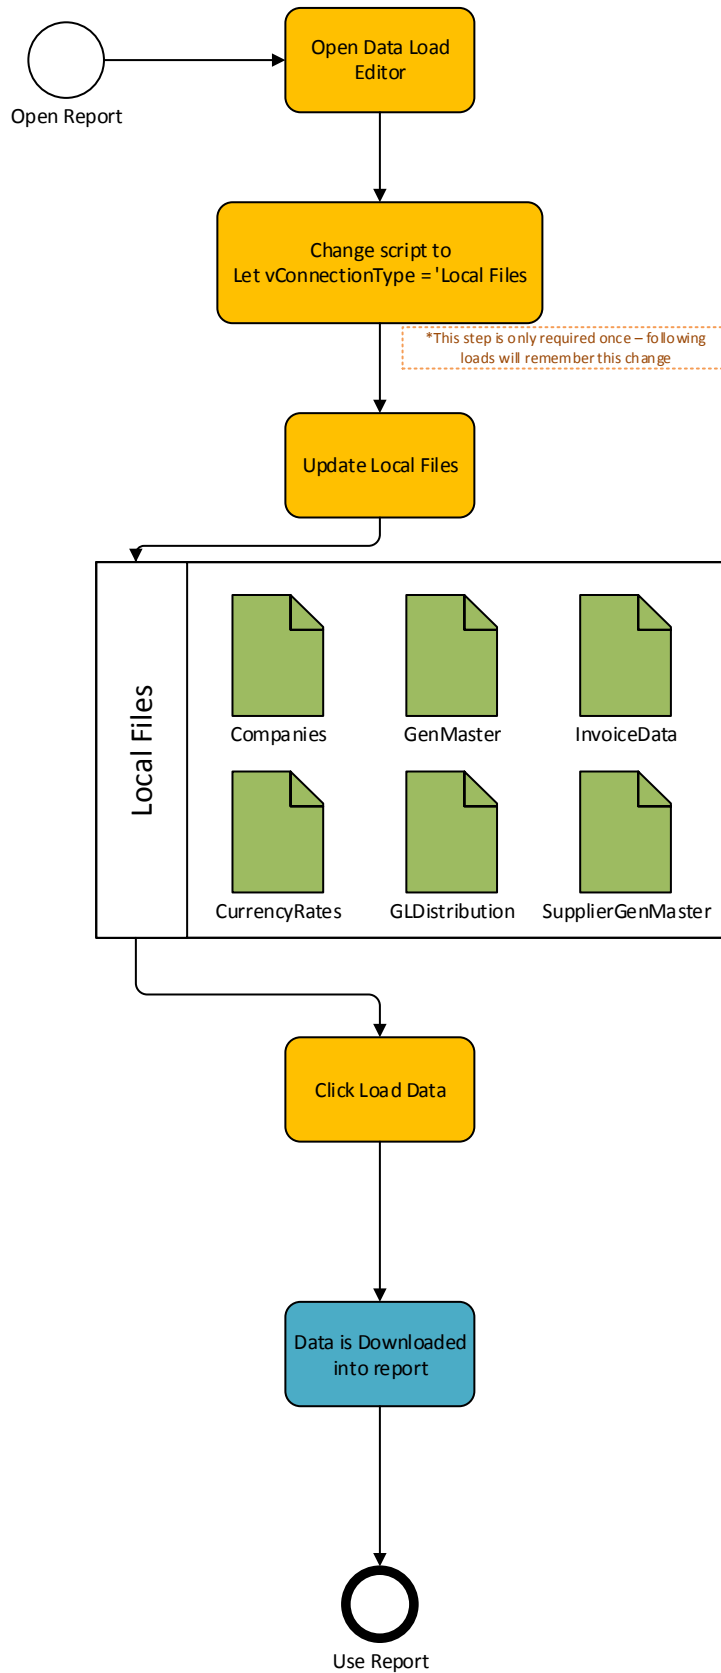 Open Data Load
Editor
Open Report
Change script to
Let vConnectionType = 'Local Files
*This step is only required once – following
loads will remember this change
Update Local Files
Local Files
Companies
GenMaster
InvoiceData
CurrencyRates
GLDistribution
SupplierGenMaster
Click Load Data
Data is Downloaded
into report
Use Report